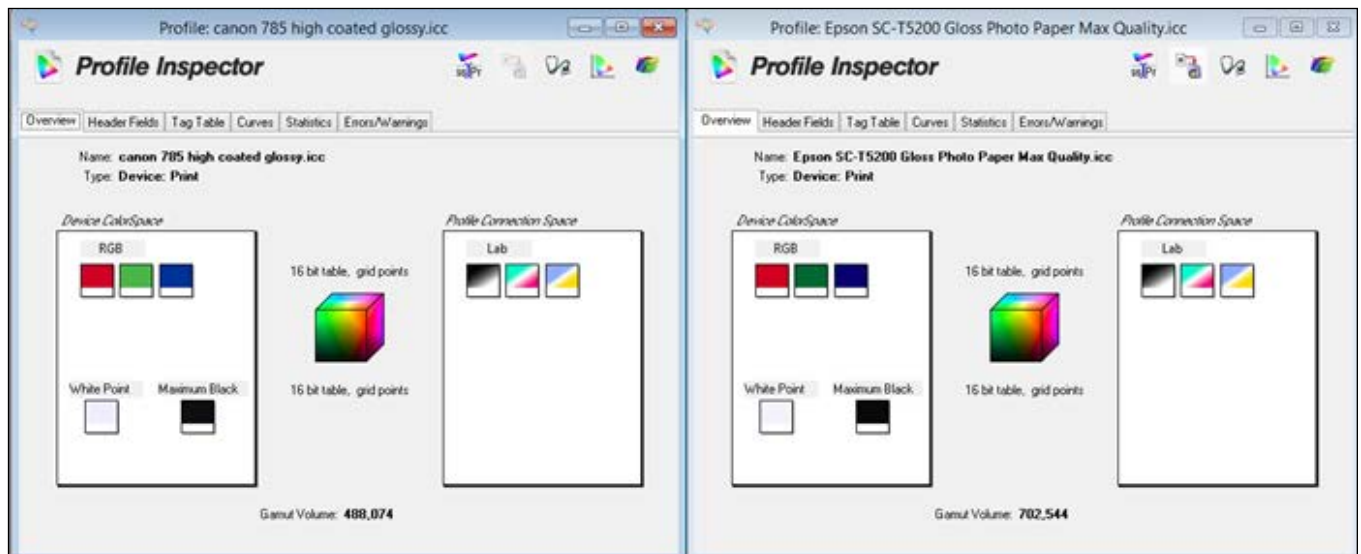 Profile: canon 785 high coated glossy.icc
Profile Inspector
Overview Header Fields Tag Table Curves Statistics Errors/Warnings
Name: canon 785 high coated glossy.icc
Type: Device: Print
Device ColorSpace
Profile Connection Space
RGB
Lab
16 bit table, grid points
White Point
Maximum Black
16 bit table, grid points
Gamut Volume: 488,074
Profile: Epson SC-T5200 Gloss Photo Paper Max Quality.icc
Profile Inspector
Overview Header Fields Tag Table Curves Statistics Errors/Warnings
Name: Epson SC-T5200 Gloss Photo Paper Max Quality.icc
Type: Device: Print
Device ColorSpace
Profile Connection Space
RGB
Lab
16 bit table, grid points
White Point
Maximum Black
16 bit table, grid points
Gamut Volume: 702,544